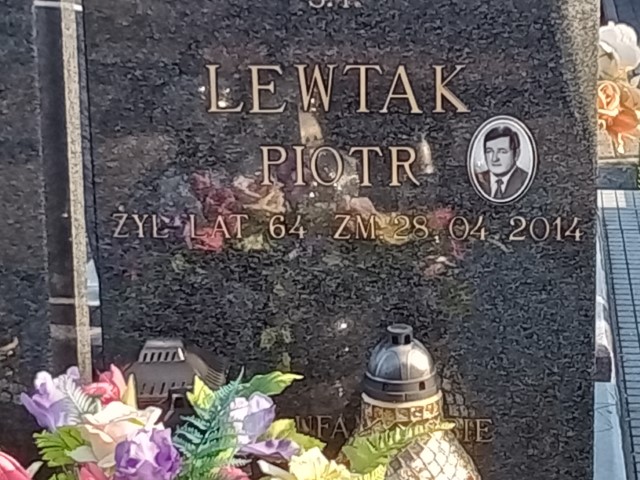 Ś.P.
LEWTAK
PIOTR
ŻYŁ LAT 64 ZM 28.04.2014